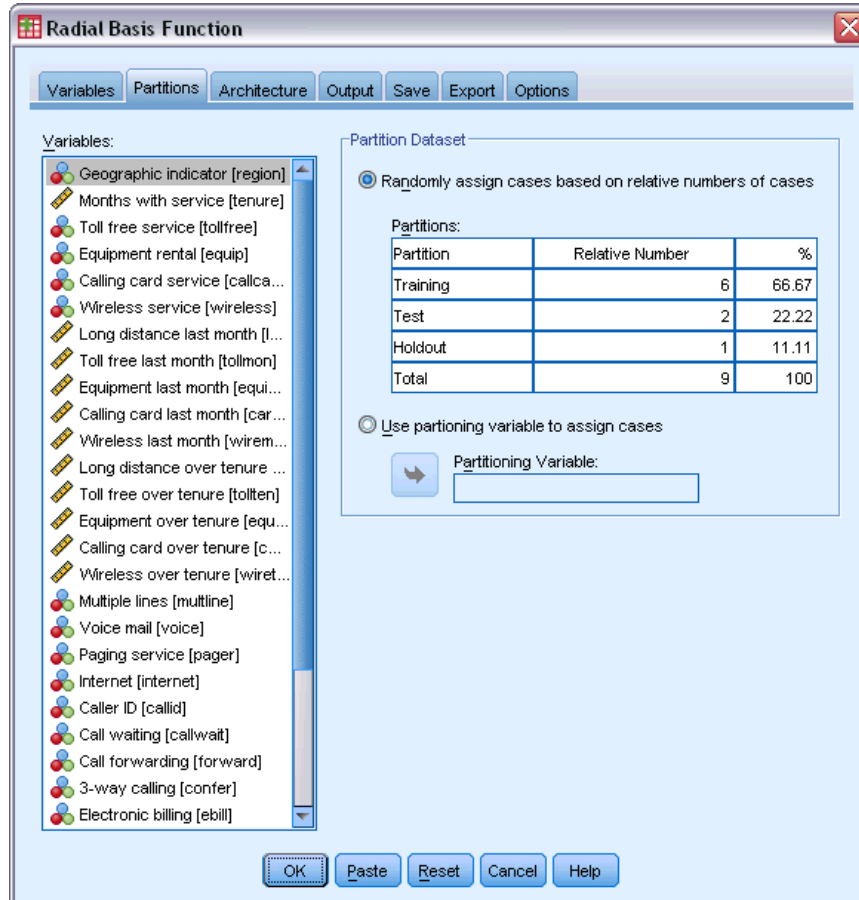 Radial Basis Function
Variables Partitions Architecture Output Save Export Options
Variables:
Geographic indicator [region]
Months with service [tenure]
Toll free service [tollfree]
Equipment rental [equip]
Calling card service [callca...
Wireless service [wireless]
Long distance last month [l...
Toll free last month [tollmon]
Equipment last month [equi...
Calling card last month [car...
Wireless last month [wirem...
Long distance over tenure ...
Toll free over tenure [tollten]
Equipment over tenure [equ...
Calling card over tenure [c...
Wireless over tenure [wiret...
Multiple lines [multline]
Voice mail [voice]
Paging service [pager]
Internet [internet]
Caller ID [callid]
Call waiting [callwait]
Call forwarding [forward]
3-way calling [confer]
Electronic billing [ebill]
Partition Dataset
Randomly assign cases based on relative numbers of cases
Partitions:
Partition Relative Number %
Training 6 66.67
Test 2 22.22
Holdout 1 11.11
Total 9 100
Use partioning variable to assign cases
Partitioning Variable:
OK Paste Reset Cancel Help